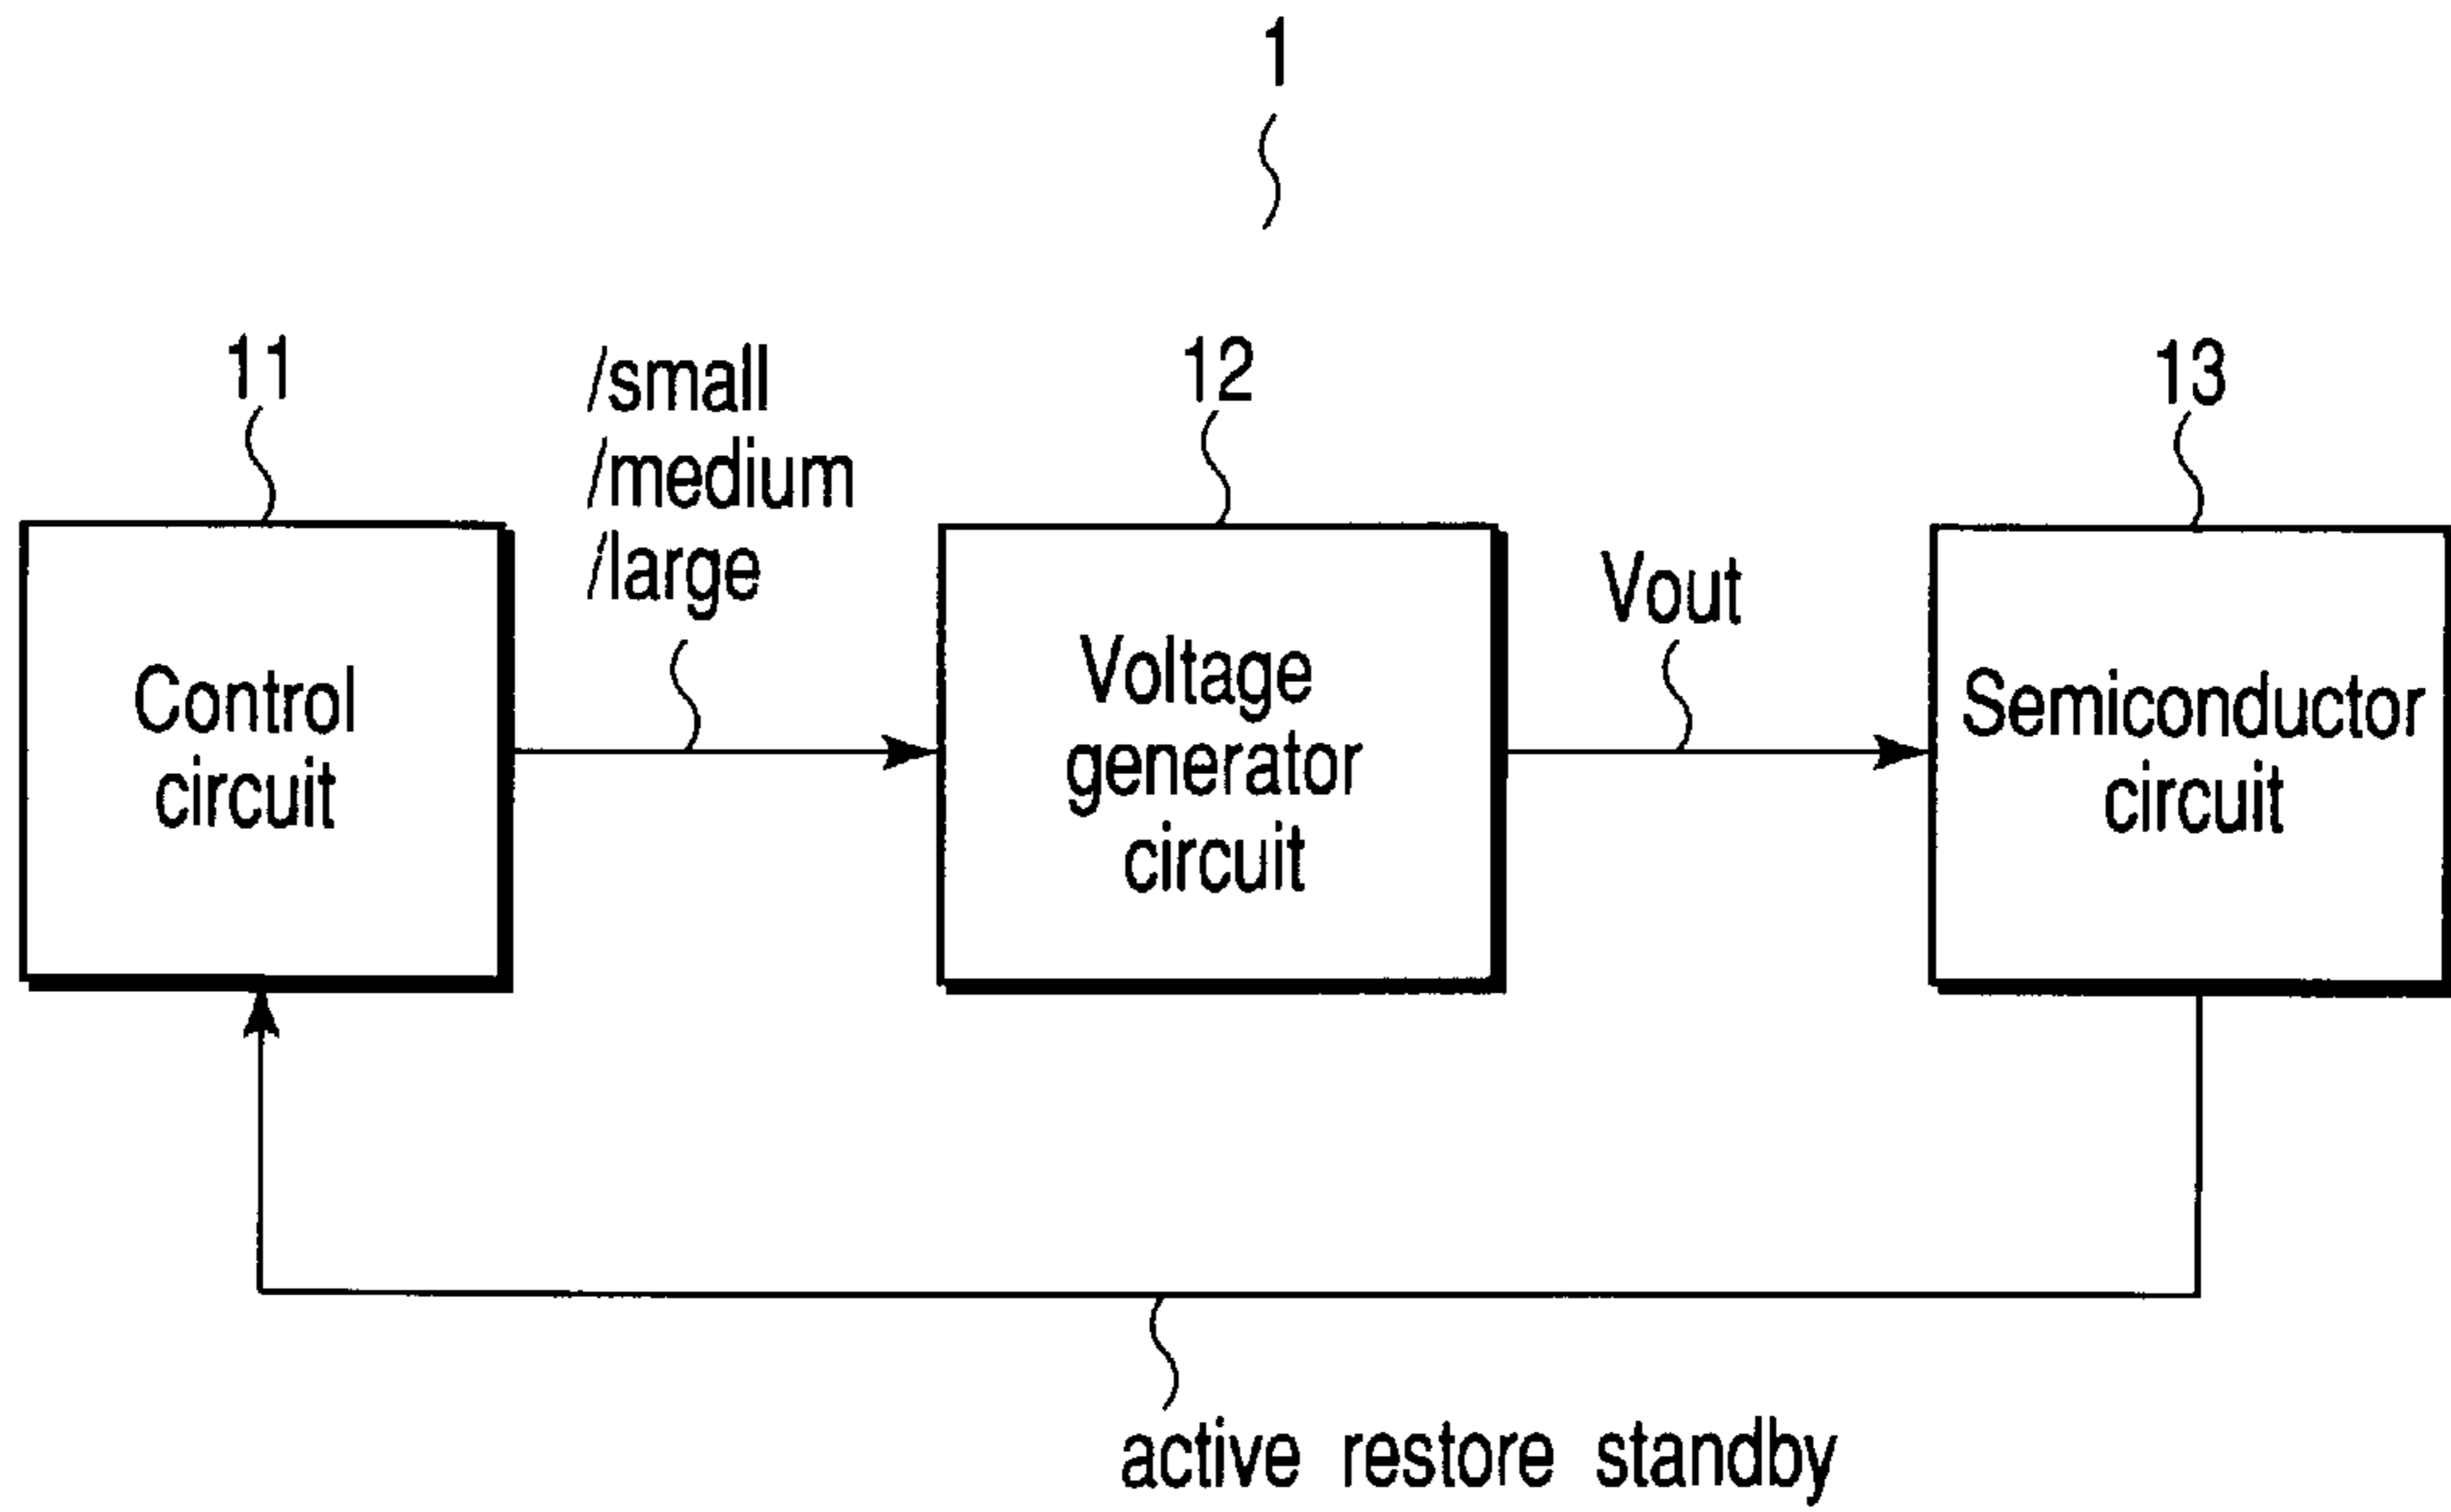 1
11
/small
/medium
/large
12
13
Vout
Control
circuit
Voltage
generator
circuit
Semiconductor
circuit
active restore standby